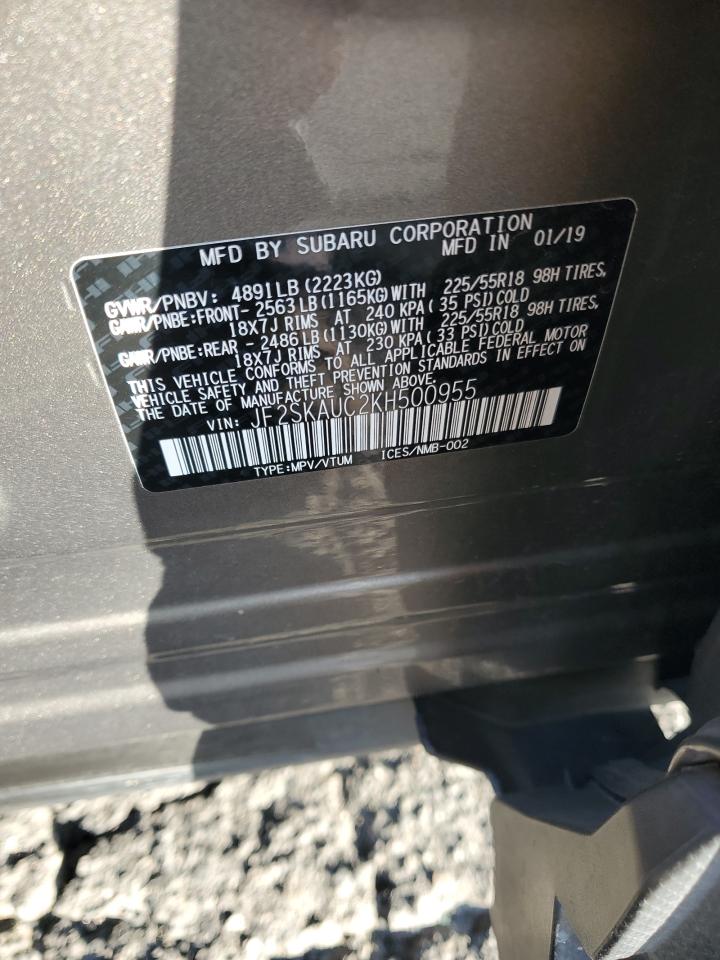 MFD BY SUBARU CORPORATION
MFD IN 01/19
GVWR/PNBV: 4891LB (2223KG)
GAWR/PNBE:FRONT- 2563LB(1165KG)WITH 225/55R18 98H TIRES,
18X7J RIMS AT 240 KPA(35 PSI)COLD
GAWR/PNBE:REAR - 2486LB(1130KG)WITH 225/55R18 98H TIRES,
18X7J RIMS AT 230 KPA(33 PSI)COLD
THIS VEHICLE CONFORMS TO ALL APPLICABLE FEDERAL MOTOR
VEHICLE SAFETY AND THEFT PREVENTION STANDARDS IN EFFECT ON
THE DATE OF MANUFACTURE SHOWN ABOVE.
VIN: JF2SKAUC2KH500955
TYPE:MPV/VTUM ICES/NMB-002